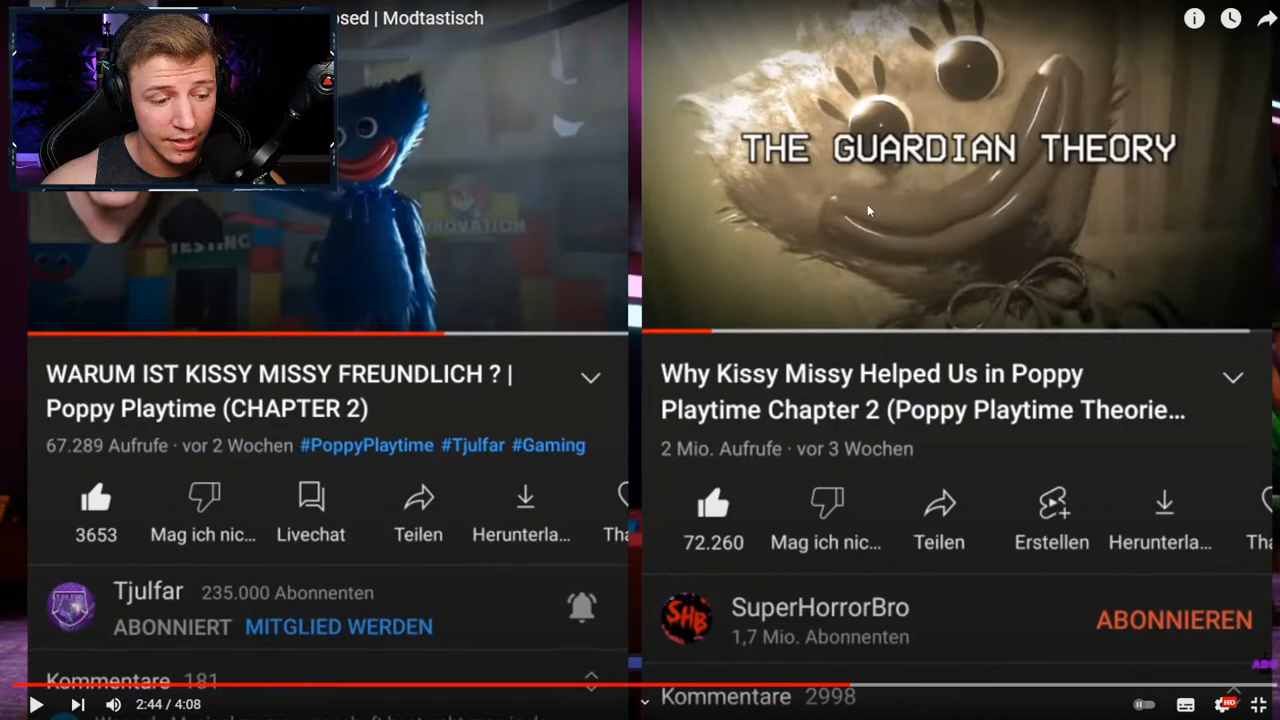 osed | Modtastisch
TESTING
NOVATION
THE GUARDIAN THEORY
WARUM IST KISSY MISSY FREUNDLICH ? |
Poppy Playtime (CHAPTER 2)
67.289 Aufrufe · vor 2 Wochen #PoppyPlaytime #Tjulfar #Gaming
3653 Mag ich nic... Livechat Teilen Herunterla... Tha
Tjulfar 235.000 Abonnenten
ABONNIERT MITGLIED WERDEN
Kommentare 181
Why Kissy Missy Helped Us in Poppy
Playtime Chapter 2 (Poppy Playtime Theorie...
2 Mio. Aufrufe · vor 3 Wochen
72.260 Mag ich nic... Teilen Erstellen Herunterla... Tha
SHB
SuperHorrorBro
1,7 Mio. Abonnenten
ABONNIEREN
Kommentare 2998
2:44 / 4:08
HD